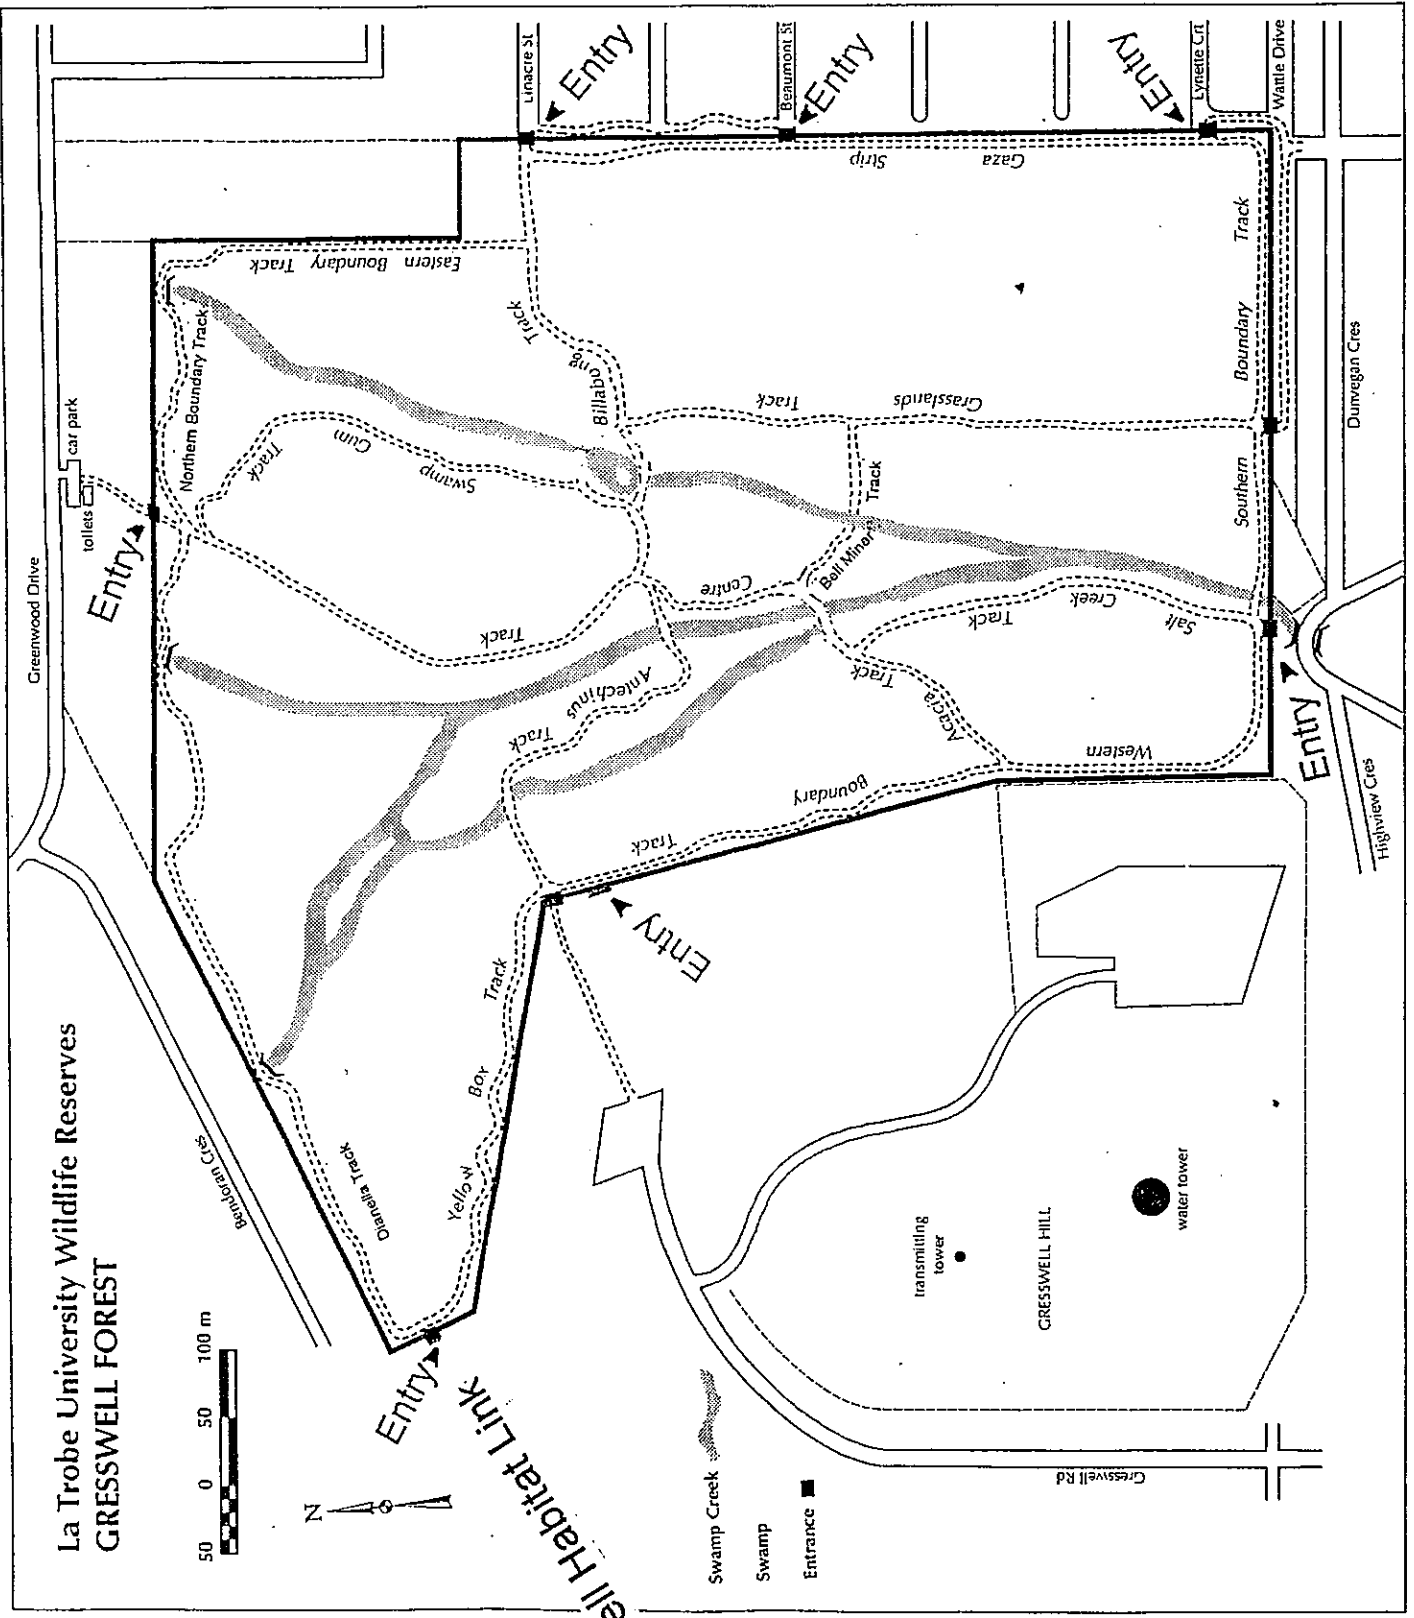 La Trobe University Wildlife Reserves
GRESSWELL FOREST
50 0 50 100 m
N
Greenwood Drive
car park
toilets
Entry
Bendoran Cres
Northern Boundary Track
Eastern Boundary Track
Track
Gum
Swamp
Track
Billabong
Linacre St
Entry
Beaumont St
Entry
Lynette Crt
Entry
Wattle Drive
Gaza Strip
Grasslands Track
Track
Bell Minor
Centre
Track
Antechinus
Track
Dianella Track
Yellow Box Track
Entry
ell Habitat Link
Entry
Track
Boundary
Western
Acacia
Track
Salt
Creek
Track
Southern Boundary Track
Entry
Dunvegan Cres
Highview Cres
transmitting
tower
GRESSWELL HILL
water tower
Gresswell Rd
Swamp Creek
Swamp
Entrance